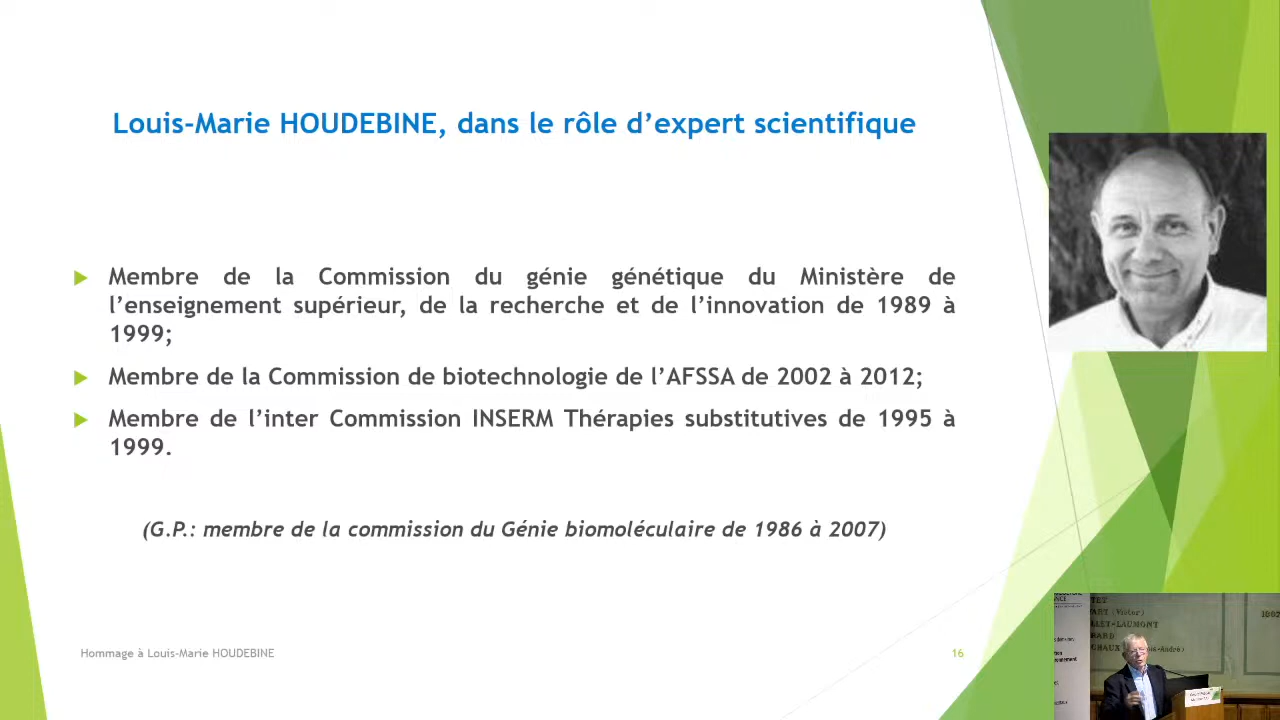 Louis-Marie HOUDEBINE, dans le rôle d’expert scientifique
Membre de la Commission du génie génétique du Ministère de
l’enseignement supérieur, de la recherche et de l’innovation de 1989 à
1999;
Membre de la Commission de biotechnologie de l’AFSSA de 2002 à 2012;
Membre de l’inter Commission INSERM Thérapies substitutives de 1995 à
1999.
(G.P.: membre de la commission du Génie biomoléculaire de 1986 à 2007)
Hommage à Louis-Marie HOUDEBINE
16
(Victor)
LAUMONT